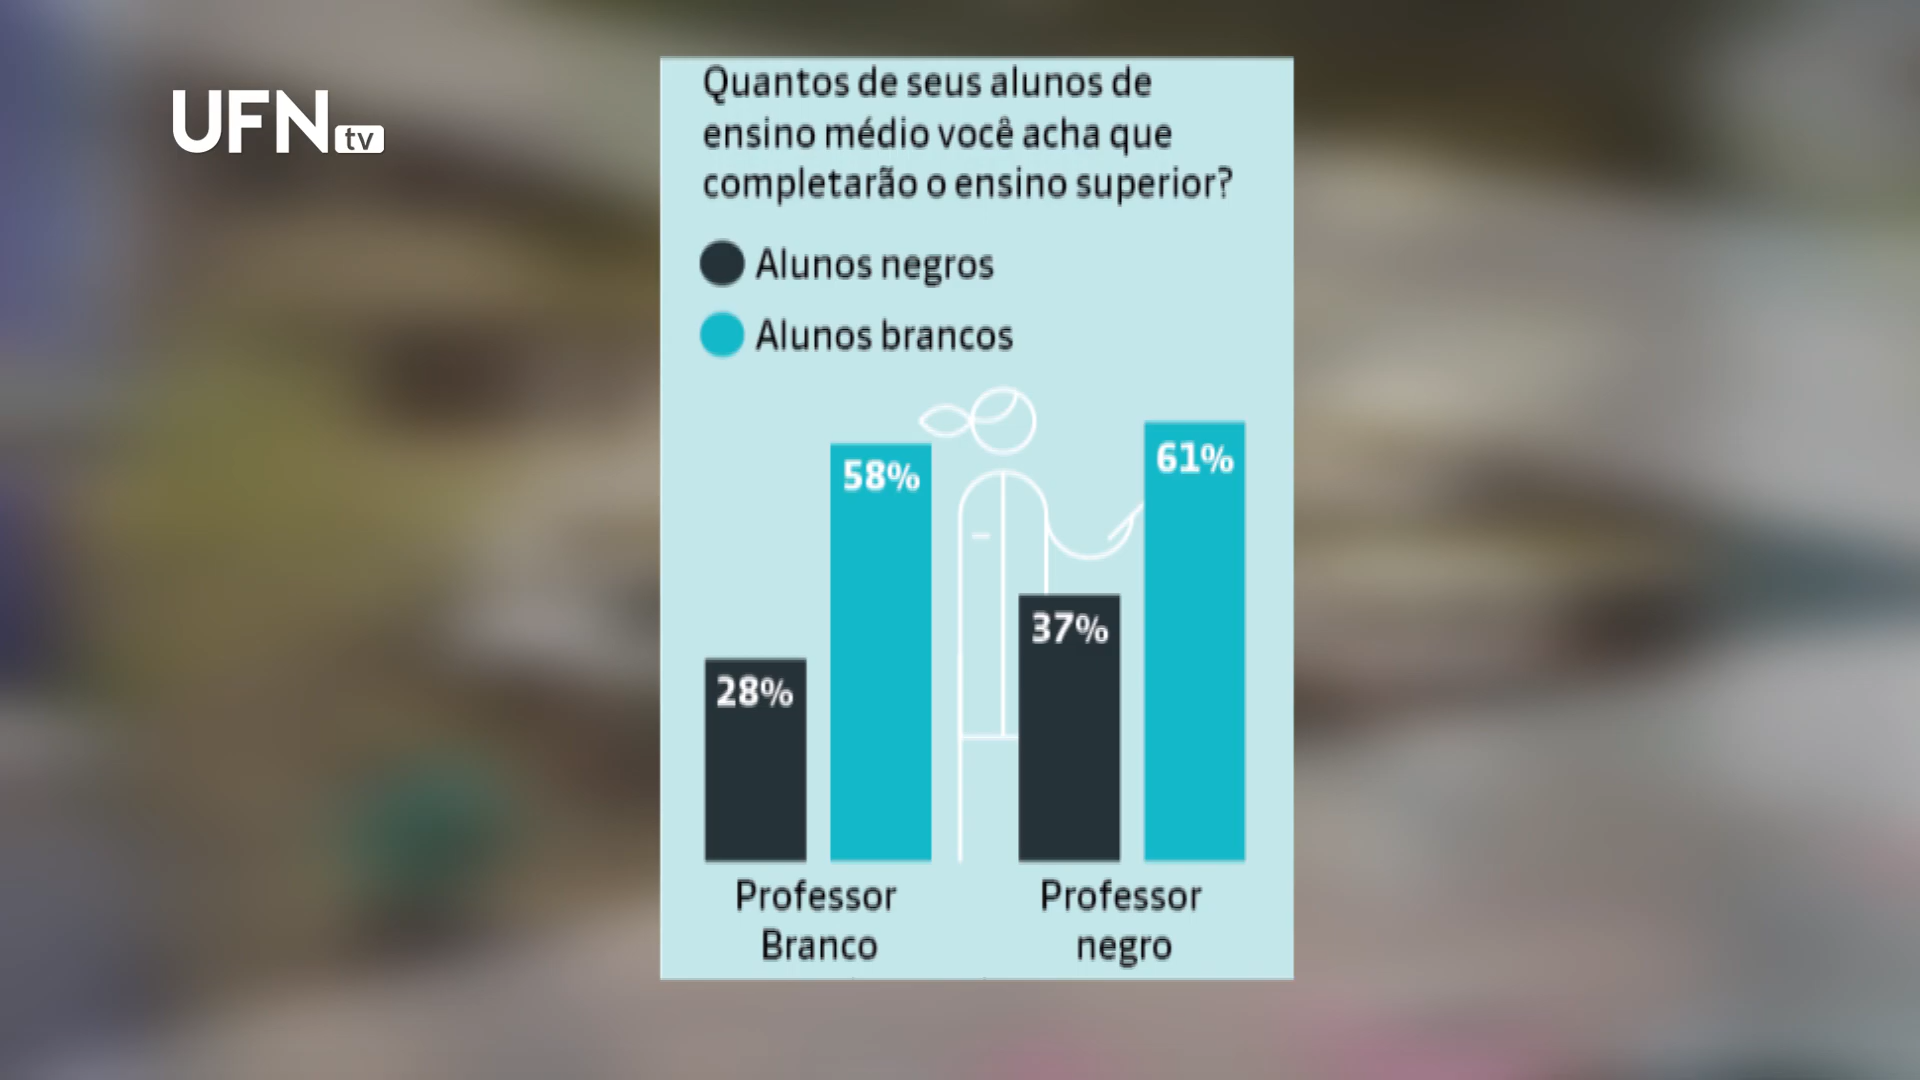 UFN tv
Quantos de seus alunos de
ensino médio você acha que
completarão o ensino superior?
Alunos negros
Alunos brancos
58%
61%
37%
28%
Professor
Branco
Professor
negro